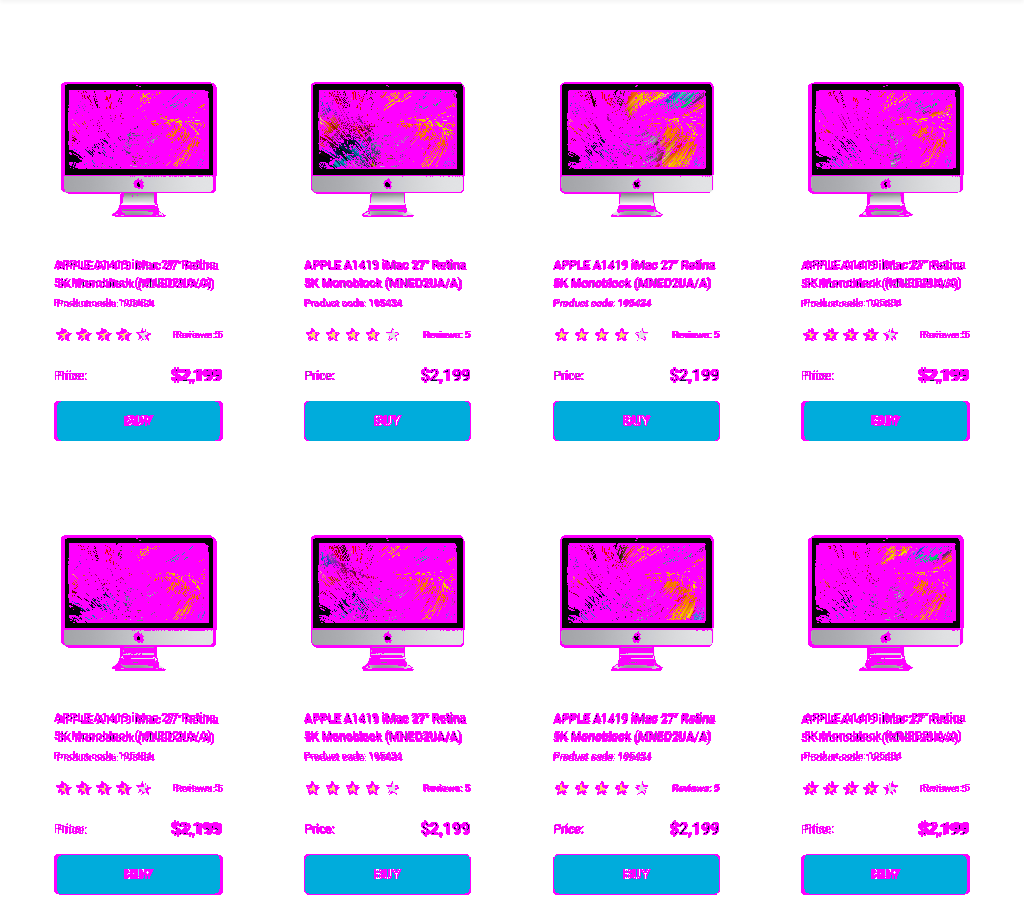 APPLE A1419 iMac 27" Retina
5K Monoblock (MNED2UA/A)
Product code: 195434
Reviews: 5
Price:
$2,199
BUY
APPLE A1419 iMac 27" Retina
5K Monoblock (MNED2UA/A)
Product code: 195434
Reviews: 5
Price:
$2,199
BUY
APPLE A1419 iMac 27" Retina
5K Monoblock (MNED2UA/A)
Product code: 195434
Reviews: 5
Price:
$2,199
BUY
APPLE A1419 iMac 27" Retina
5K Monoblock (MNED2UA/A)
Product code: 195434
Reviews: 5
Price:
$2,199
BUY
APPLE A1419 iMac 27" Retina
5K Monoblock (MNED2UA/A)
Product code: 195434
Reviews: 5
Price:
$2,199
BUY
APPLE A1419 iMac 27" Retina
5K Monoblock (MNED2UA/A)
Product code: 195434
Reviews: 5
Price:
$2,199
BUY
APPLE A1419 iMac 27" Retina
5K Monoblock (MNED2UA/A)
Product code: 195434
Reviews: 5
Price:
$2,199
BUY
APPLE A1419 iMac 27" Retina
5K Monoblock (MNED2UA/A)
Product code: 195434
Reviews: 5
Price:
$2,199
BUY